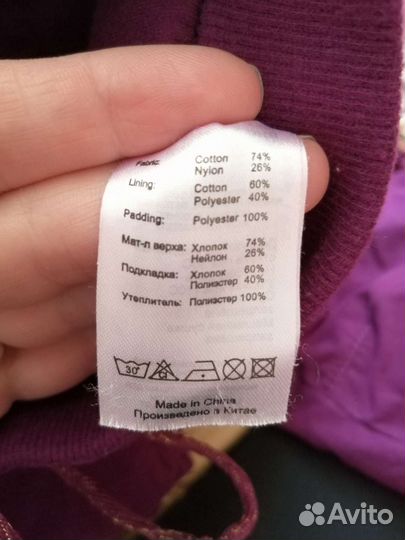 Fabric: Cotton 74%
Nylon 26%
Lining: Cotton 60%
Polyester 40%
Padding: Polyester 100%
Мат-л верха: Хлопок 74%
Нейлон 26%
Подкладка: Хлопок 60%
Полиэстер 40%
Утеплитель: Полиэстер 100%
30°
Made in China
Произведено в Китае
Avito